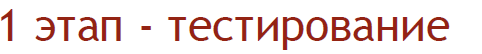 1 этап - тестирование